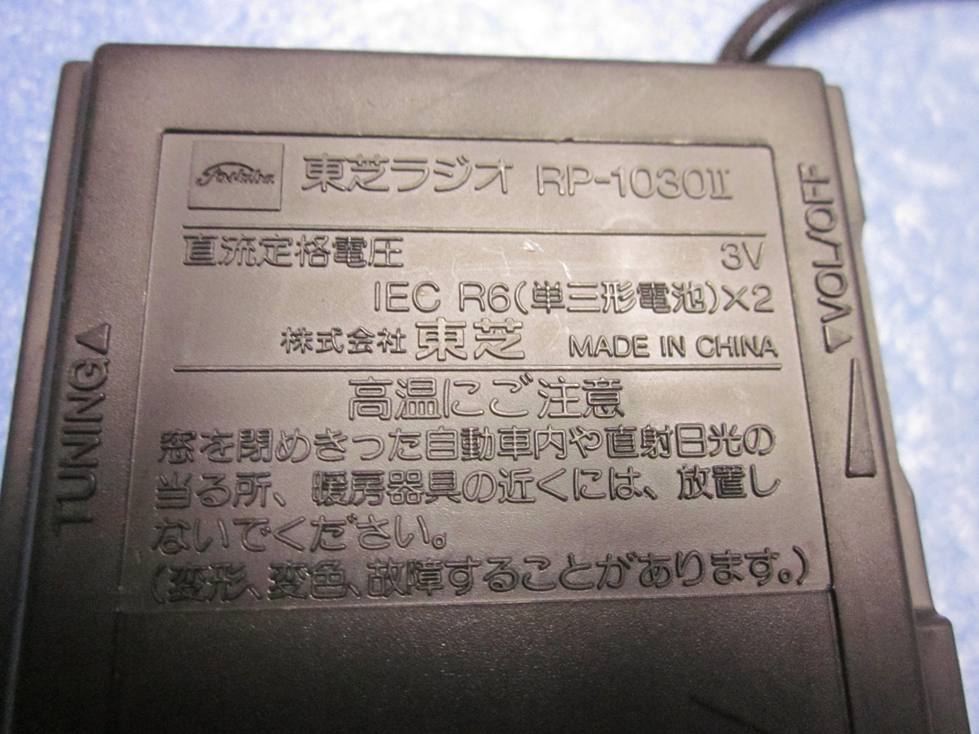 Toshiba
東芝ラジオ RP-1030II
直流定格電圧 3V
IEC R6(単三形電池)×2
株式会社 東芝 MADE IN CHINA
高温にご注意
窓を閉めきった自動車内や直射日光の
当る所、暖房器具の近くには、放置し
ないでください。
(変形、変色、故障することがあります。)
TUNING▲
▼VOL/OFF